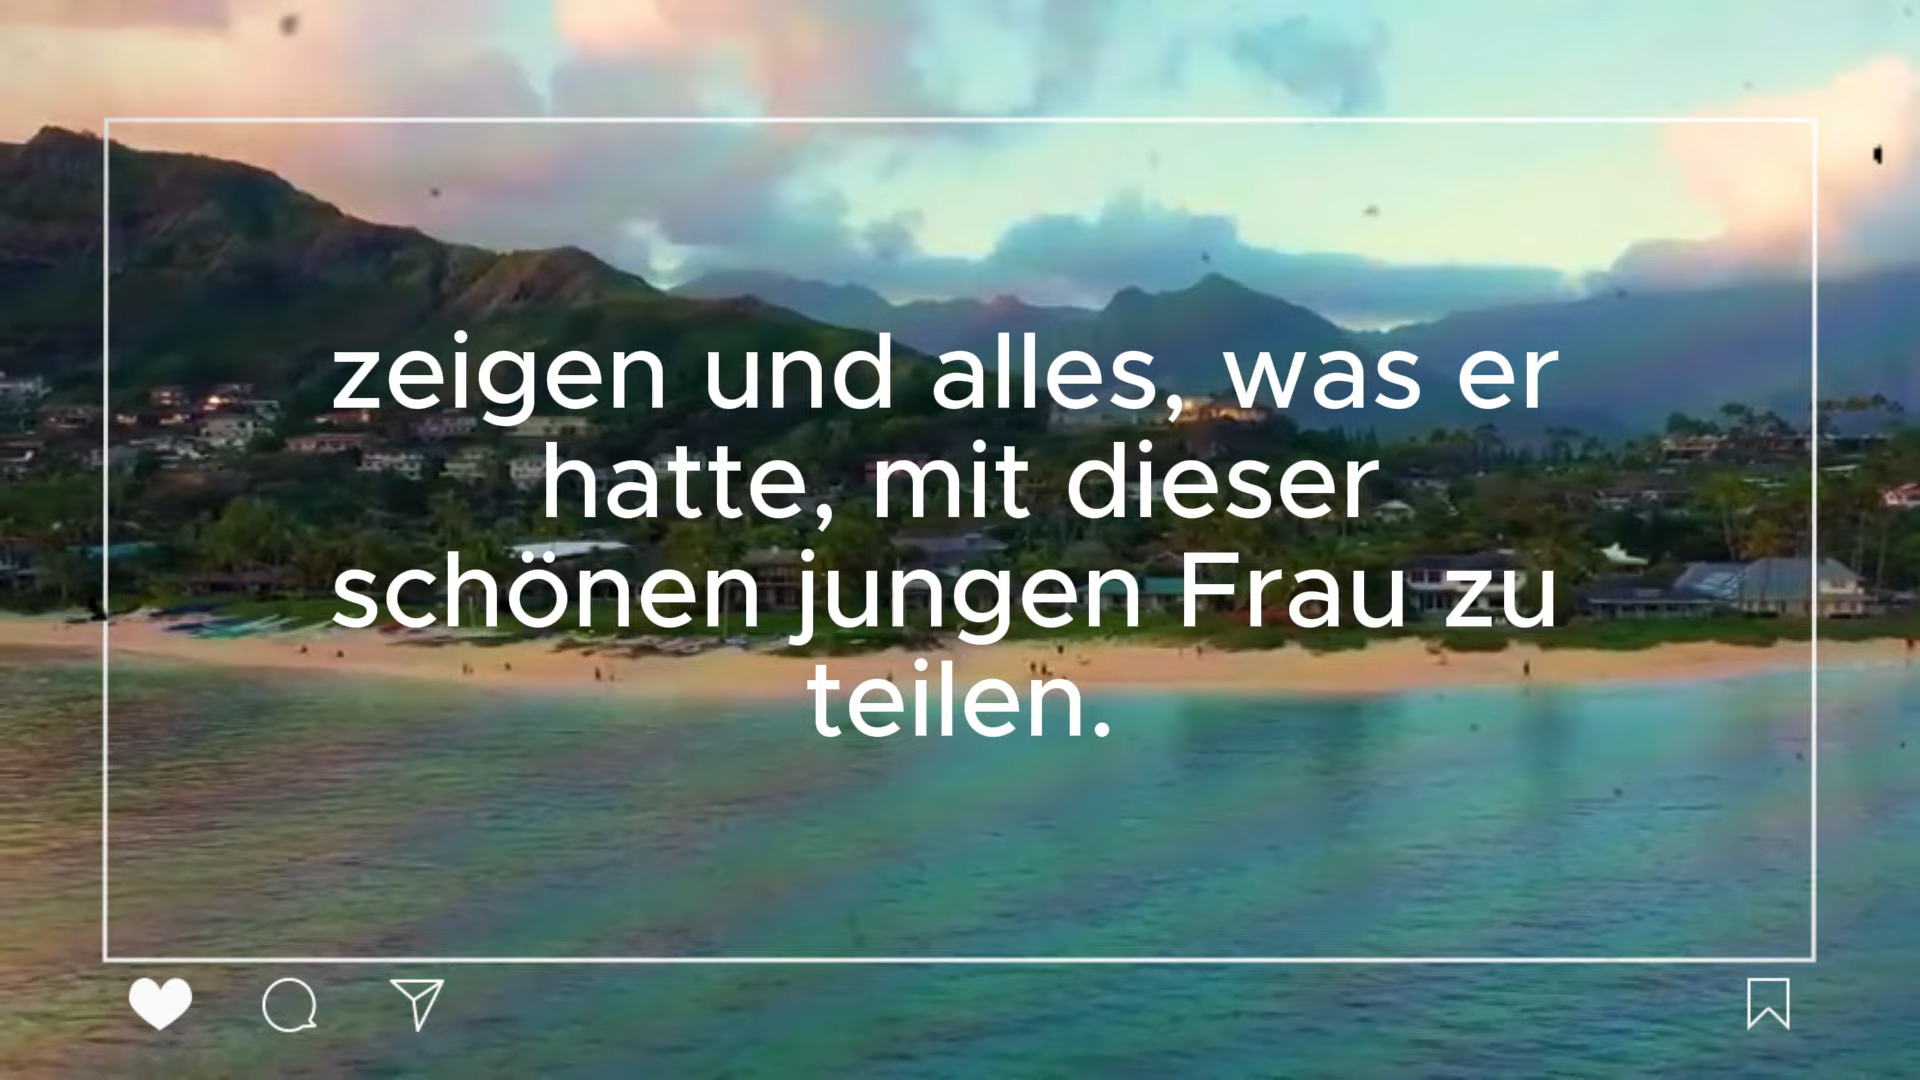 zeigen und alles, was er
hatte, mit dieser
schönen jungen Frau zu
teilen.